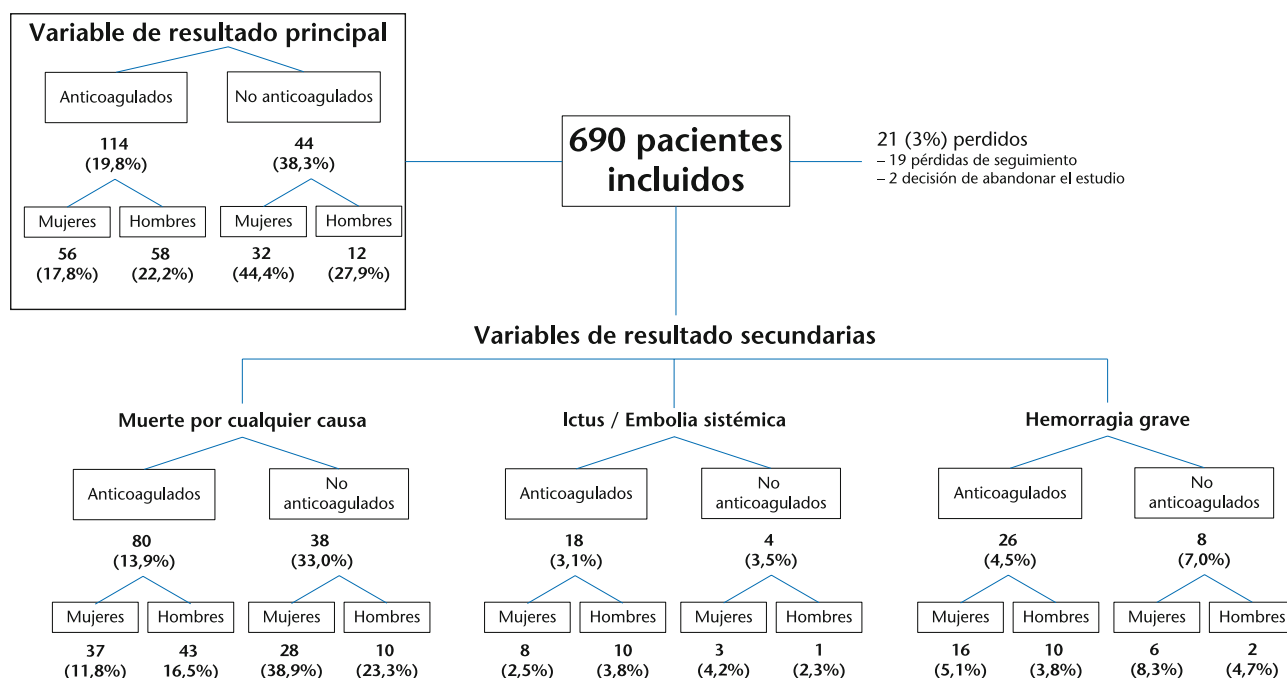 Variable de resultado principal
Anticoagulados
No anticoagulados
114
(19,8%)
44
(38,3%)
Mujeres
Hombres
Mujeres
Hombres
56
(17,8%)
58
(22,2%)
32
(44,4%)
12
(27,9%)
690 pacientes
incluidos
21 (3%) perdidos
– 19 pérdidas de seguimiento
– 2 decisión de abandonar el estudio
Variables de resultado secundarias
Muerte por cualquier causa
Anticoagulados
No
anticoagulados
80
(13,9%)
38
(33,0%)
Mujeres
Hombres
Mujeres
Hombres
37
(11,8%)
43
16,5%)
28
(38,9%)
10
(23,3%)
Ictus / Embolia sistémica
Anticoagulados
No
anticoagulados
18
(3,1%)
4
(3,5%)
Mujeres
Hombres
Mujeres
Hombres
8
(2,5%)
10
(3,8%)
3
(4,2%)
1
(2,3%)
Hemorragia grave
Anticoagulados
No
anticoagulados
26
(4,5%)
8
(7,0%)
Mujeres
Hombres
Mujeres
Hombres
16
(5,1%)
10
(3,8%)
6
(8,3%)
2
(4,7%)